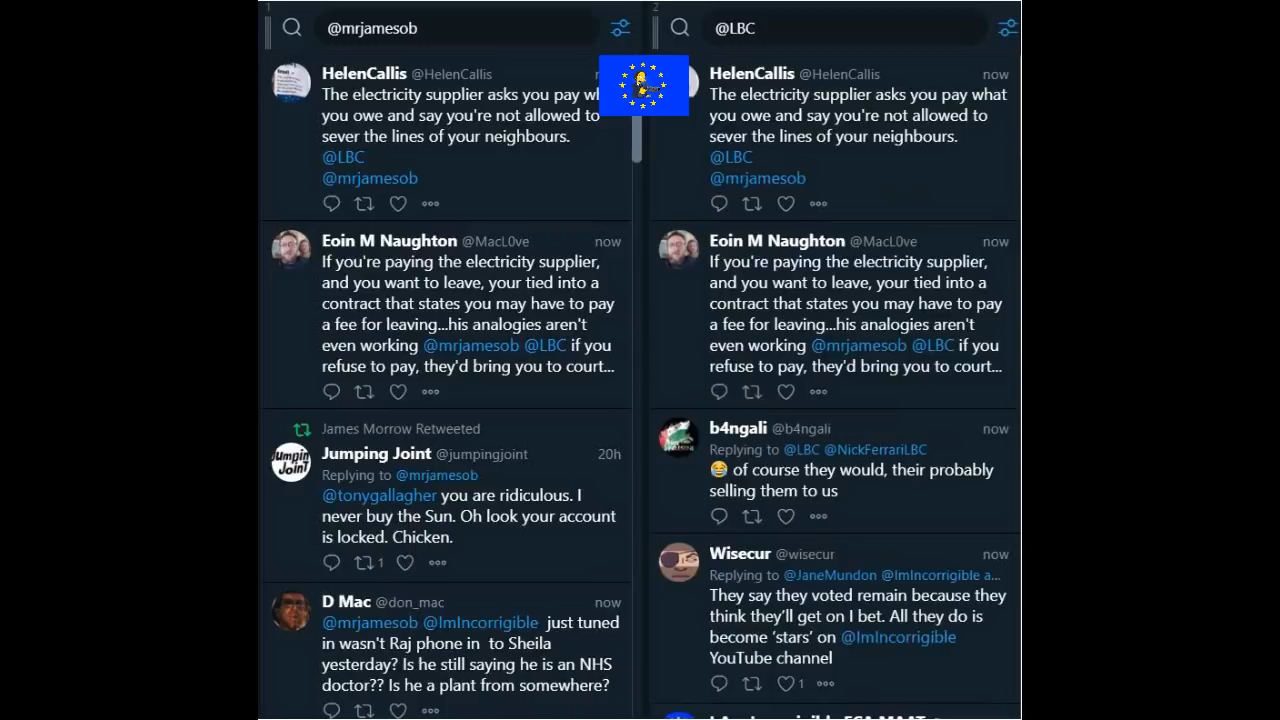 1
@mrjamesob
HelenCallis @HelenCallis
The electricity supplier asks you pay
you owe and say you're not allowed to
sever the lines of your neighbours.
@LBC
@mrjamesob
Eoin M Naughton @MacL0ve now
If you're paying the electricity supplier,
and you want to leave, your tied into a
contract that states you may have to pay
a fee for leaving...his analogies aren't
even working @mrjamesob @LBC if you
refuse to pay, they'd bring you to court...
James Morrow Retweeted
Jumping Joint @jumpingjoint 20h
Replying to @mrjamesob
@tonygallagher you are ridiculous. I
never buy the Sun. Oh look your account
is locked. Chicken.
1
D Mac @don_mac now
@mrjamesob @ImIncorrigible just tuned
in wasn't Raj phone in to Sheila
yesterday? Is he still saying he is an NHS
doctor?? Is he a plant from somewhere?
2
@LBC
HelenCallis @HelenCallis now
The electricity supplier asks you pay what
you owe and say you're not allowed to
sever the lines of your neighbours.
@LBC
@mrjamesob
Eoin M Naughton @MacL0ve now
If you're paying the electricity supplier,
and you want to leave, your tied into a
contract that states you may have to pay
a fee for leaving...his analogies aren't
even working @mrjamesob @LBC if you
refuse to pay, they'd bring you to court...
b4ngali @b4ngali now
Replying to @LBC @NickFerrariLBC
😂 of course they would, their probably
selling them to us
Wisecur @wisecur now
Replying to @JaneMundon @ImIncorrigible a...
They say they voted remain because they
think they’ll get on I bet. All they do is
become ‘stars’ on @ImIncorrigible
YouTube channel
1